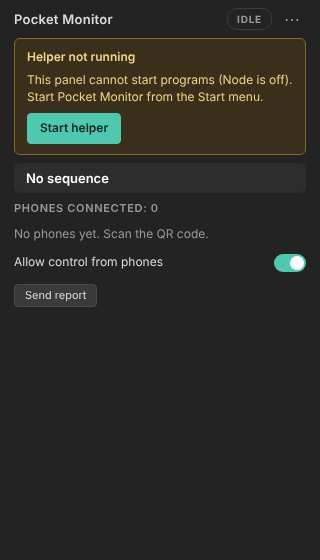 Pocket Monitor
IDLE
Helper not running
This panel cannot start programs (Node is off).
Start Pocket Monitor from the Start menu.
Start helper
No sequence
PHONES CONNECTED: 0
No phones yet. Scan the QR code.
Allow control from phones
Send report